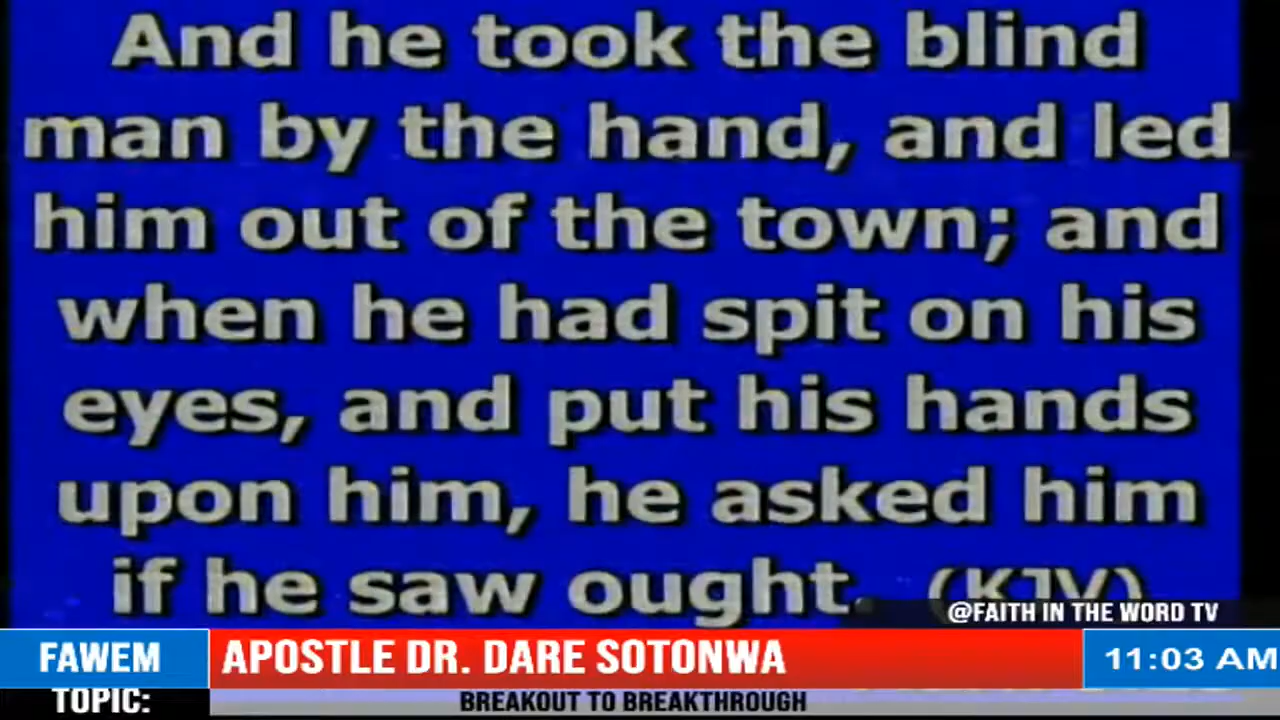 And he took the blind
man by the hand, and led
him out of the town; and
when he had spit on his
eyes, and put his hands
upon him, he asked him
if he saw ought. (KJV)
@FAITH IN THE WORD TV
FAWEM
APOSTLE DR. DARE SOTONWA
11:03 AM
TOPIC:
BREAKOUT TO BREAKTHROUGH